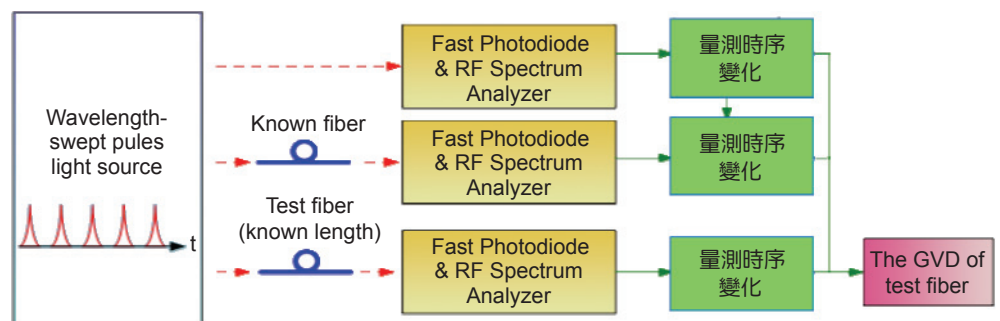 Wavelength-
swept pules
light source
t
Fast Photodiode
& RF Spectrum
Analyzer
量測時序
變化
Known fiber
Fast Photodiode
& RF Spectrum
Analyzer
量測時序
變化
Test fiber
(known length)
Fast Photodiode
& RF Spectrum
Analyzer
量測時序
變化
The GVD of
test fiber